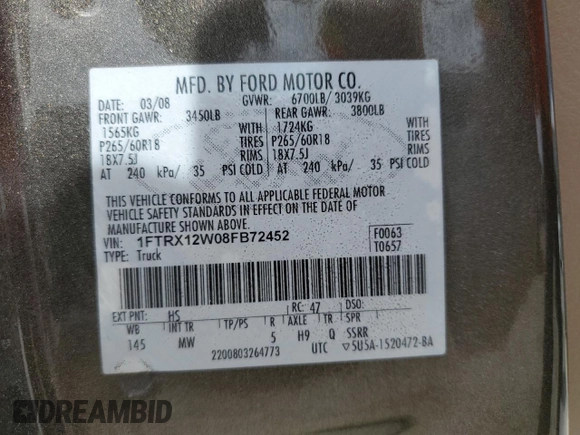 MFD. BY FORD MOTOR CO.
DATE: 03/08 GVWR: 6700LB/ 3039KG
FRONT GAWR: 3450LB REAR GAWR: 3800LB
1565KG WITH 1724KG WITH
P265/60R18 TIRES P265/60R18 TIRES
18X7.5J RIMS 18X7.5J RIMS
AT 240 kPa/ 35 PSI COLD AT 240 kPa/ 35 PSI COLD
THIS VEHICLE CONFORMS TO ALL APPLICABLE FEDERAL MOTOR
VEHICLE SAFETY STANDARDS IN EFFECT ON THE DATE OF
MANUFACTURE SHOWN ABOVE.
VIN: 1FTRX12W08FB72452 F0063
TYPE: Truck T0657
EXT PNT: HS RC: 47 DSO:
WB INT TR TP/PS R AXLE TR SPR
145 MW 5 H9 Q SSRR
2200803264773 UTC ▽5U5A-1520472-BA
DREAMBID